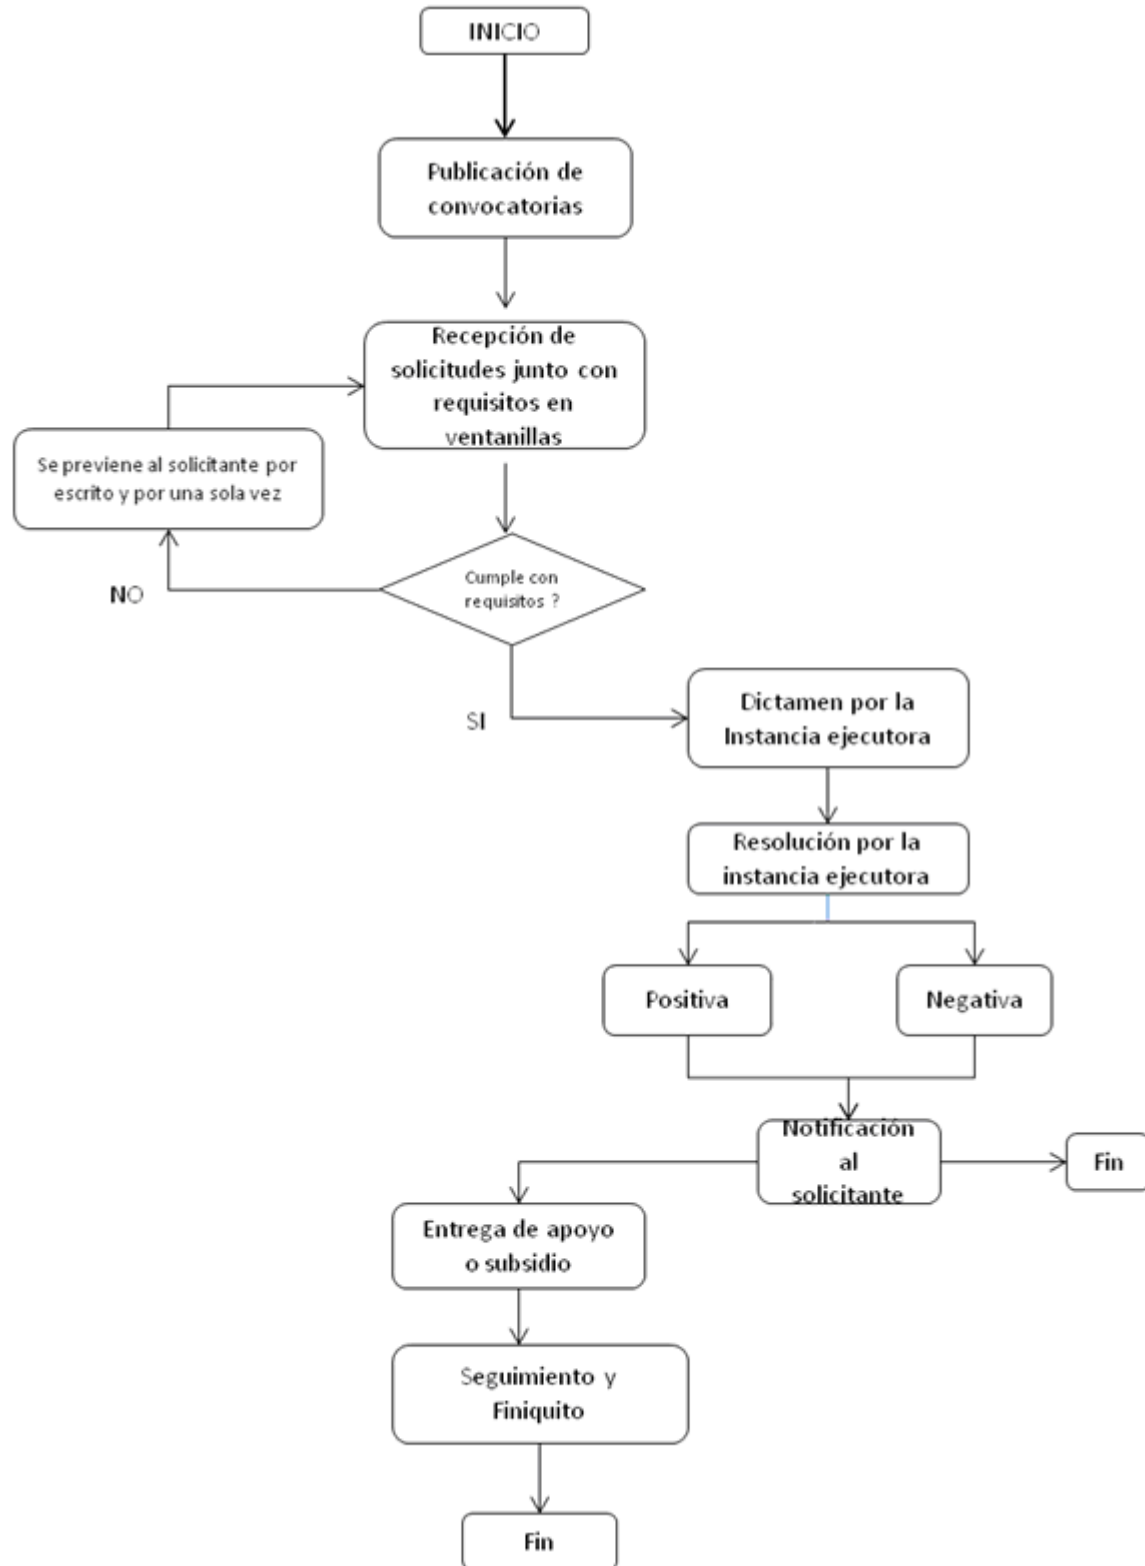 INICIO
Publicación de
convocatorias
Recepción de
solicitudes junto con
requisitos en
ventanillas
Se previene al solicitante por
escrito y por una sola vez
NO
Cumple con
requisitos ?
SI
Dictamen por la
Instancia ejecutora
Resolución por la
instancia ejecutora
Positiva
Negativa
Notificación
al
solicitante
Fin
Entrega de apoyo
o subsidio
Seguimiento y
Finiquito
Fin